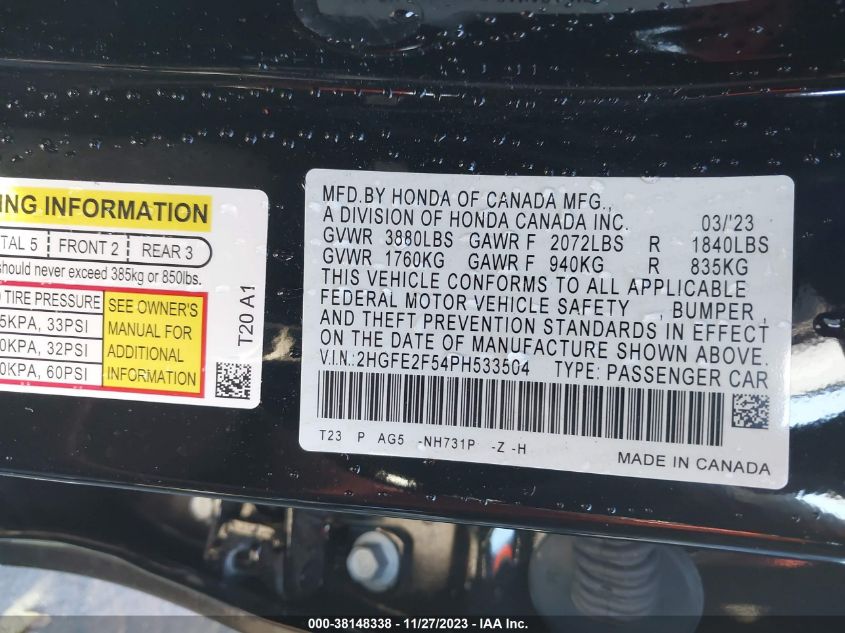 NG INFORMATION
TAL 5 FRONT 2 REAR 3
should never exceed 385kg or 850lbs.
TIRE PRESSURE
5KPA, 33PSI
0KPA, 32PSI
0KPA, 60PSI
SEE OWNER'S
MANUAL FOR
ADDITIONAL
INFORMATION
T20 A1
MFD.BY HONDA OF CANADA MFG.,
A DIVISION OF HONDA CANADA INC. 03/'23
GVWR 3880LBS GAWR F 2072LBS R 1840LBS
GVWR 1760KG GAWR F 940KG R 835KG
THIS VEHICLE CONFORMS TO ALL APPLICABLE
FEDERAL MOTOR VEHICLE SAFETY , BUMPER ,
AND THEFT PREVENTION STANDARDS IN EFFECT
ON THE DATE OF MANUFACTURE SHOWN ABOVE.
V.I.N.: 2HGFE2F54PH533504 TYPE: PASSENGER CAR
T23 P AG5 -NH731P -Z -H
MADE IN CANADA
000-38148338 - 11/27/2023 - IAA Inc.